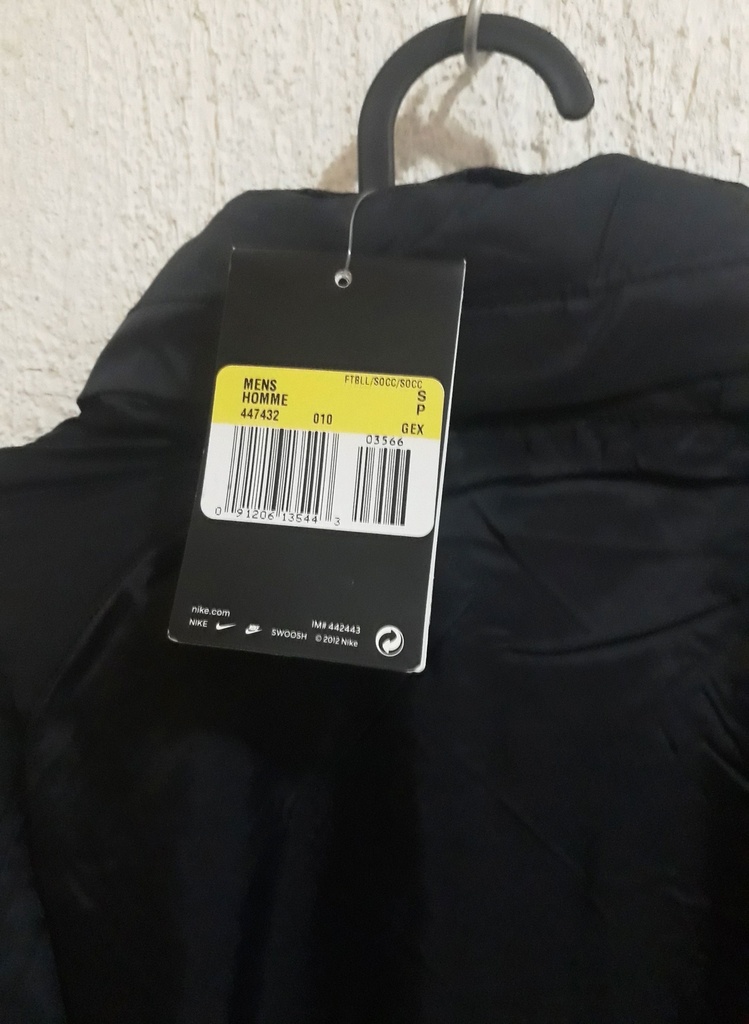 MENS
HOMME
447432 010
FTBLL/SOCC/SOCC
S
P
GEX
03566
0 91206 13544 3
nike.com
NIKE SWOOSH
IM# 442443
© 2012 Nike